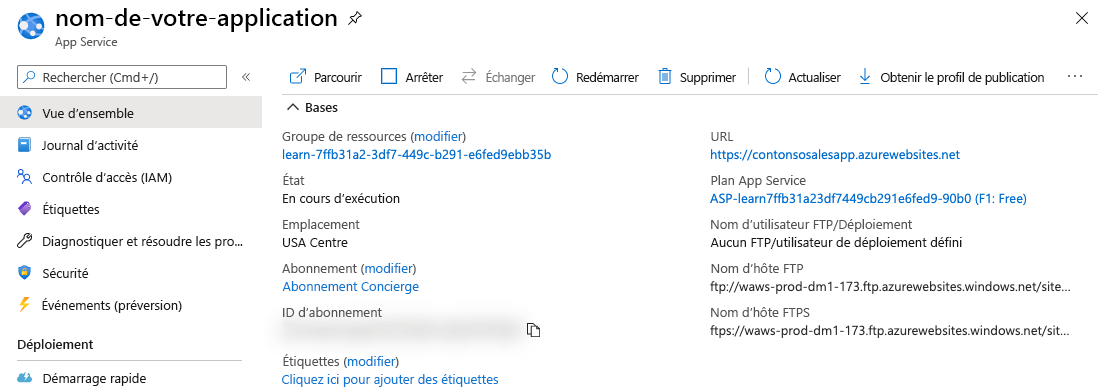 nom-de-votre-application
App Service
Rechercher (Cmd+/)
Vue d'ensemble
Journal d'activité
Contrôle d'accès (IAM)
Étiquettes
Diagnostiquer et résoudre les pro...
Sécurité
Événements (préversion)
Déploiement
Démarrage rapide
Parcourir Arrêter Échanger Redémarrer Supprimer Actualiser Obtenir le profil de publication ...
Bases
Groupe de ressources (modifier)
learn-7ffb31a2-3df7-449c-b291-e6fed9ebb35b
État
En cours d'exécution
Emplacement
USA Centre
Abonnement (modifier)
Abonnement Concierge
ID d'abonnement
Étiquettes (modifier)
Cliquez ici pour ajouter des étiquettes
URL
https://contonsosalesapp.azurewebsites.net
Plan App Service
ASP-learn7ffb31a23df7449cb291e6fed9-90b0 (F1: Free)
Nom d'utilisateur FTP/Déploiement
Aucun FTP/utilisateur de déploiement défini
Nom d'hôte FTP
ftp://waws-prod-dm1-173.ftp.azurewebsites.windows.net/site...
Nom d'hôte FTPS
ftps://waws-prod-dm1-173.ftp.azurewebsites.windows.net/sit...